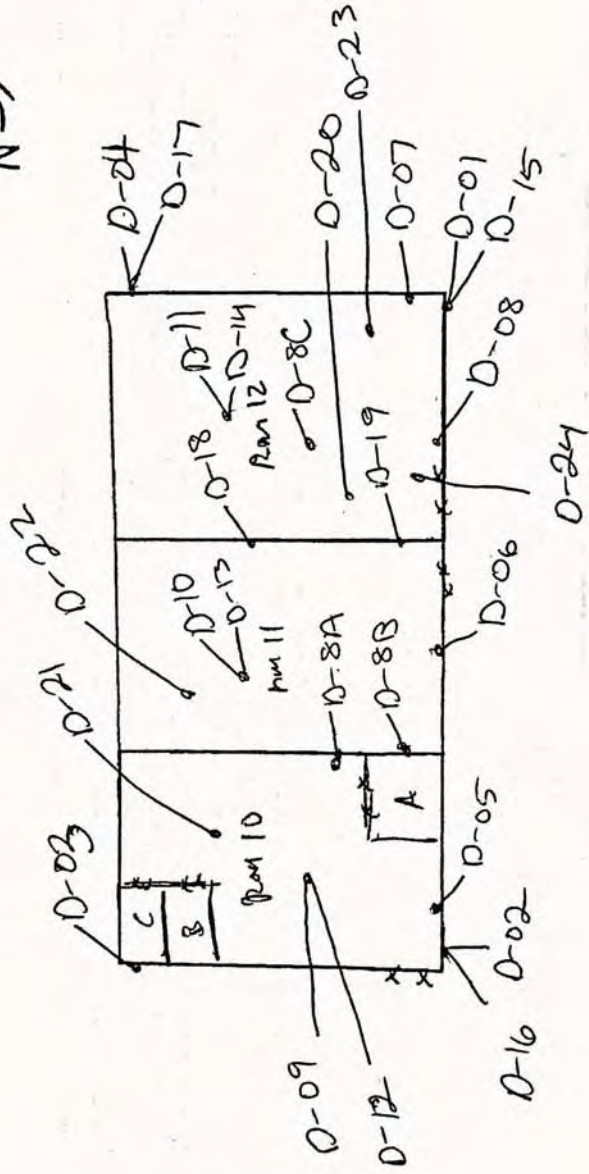 N→
D-04
D-17
D-23
D-20
D-07
D-01
D-15
D-08
D-24
D-11
D-14
Rm 12
D-8C
D-18
D-19
D-22
D-10
D-13
rm 11
D-8A
D-8B
D-06
D-21
D-03
Rm 10
C
B
A
D-05
D-02
D-16
D-09
D-12